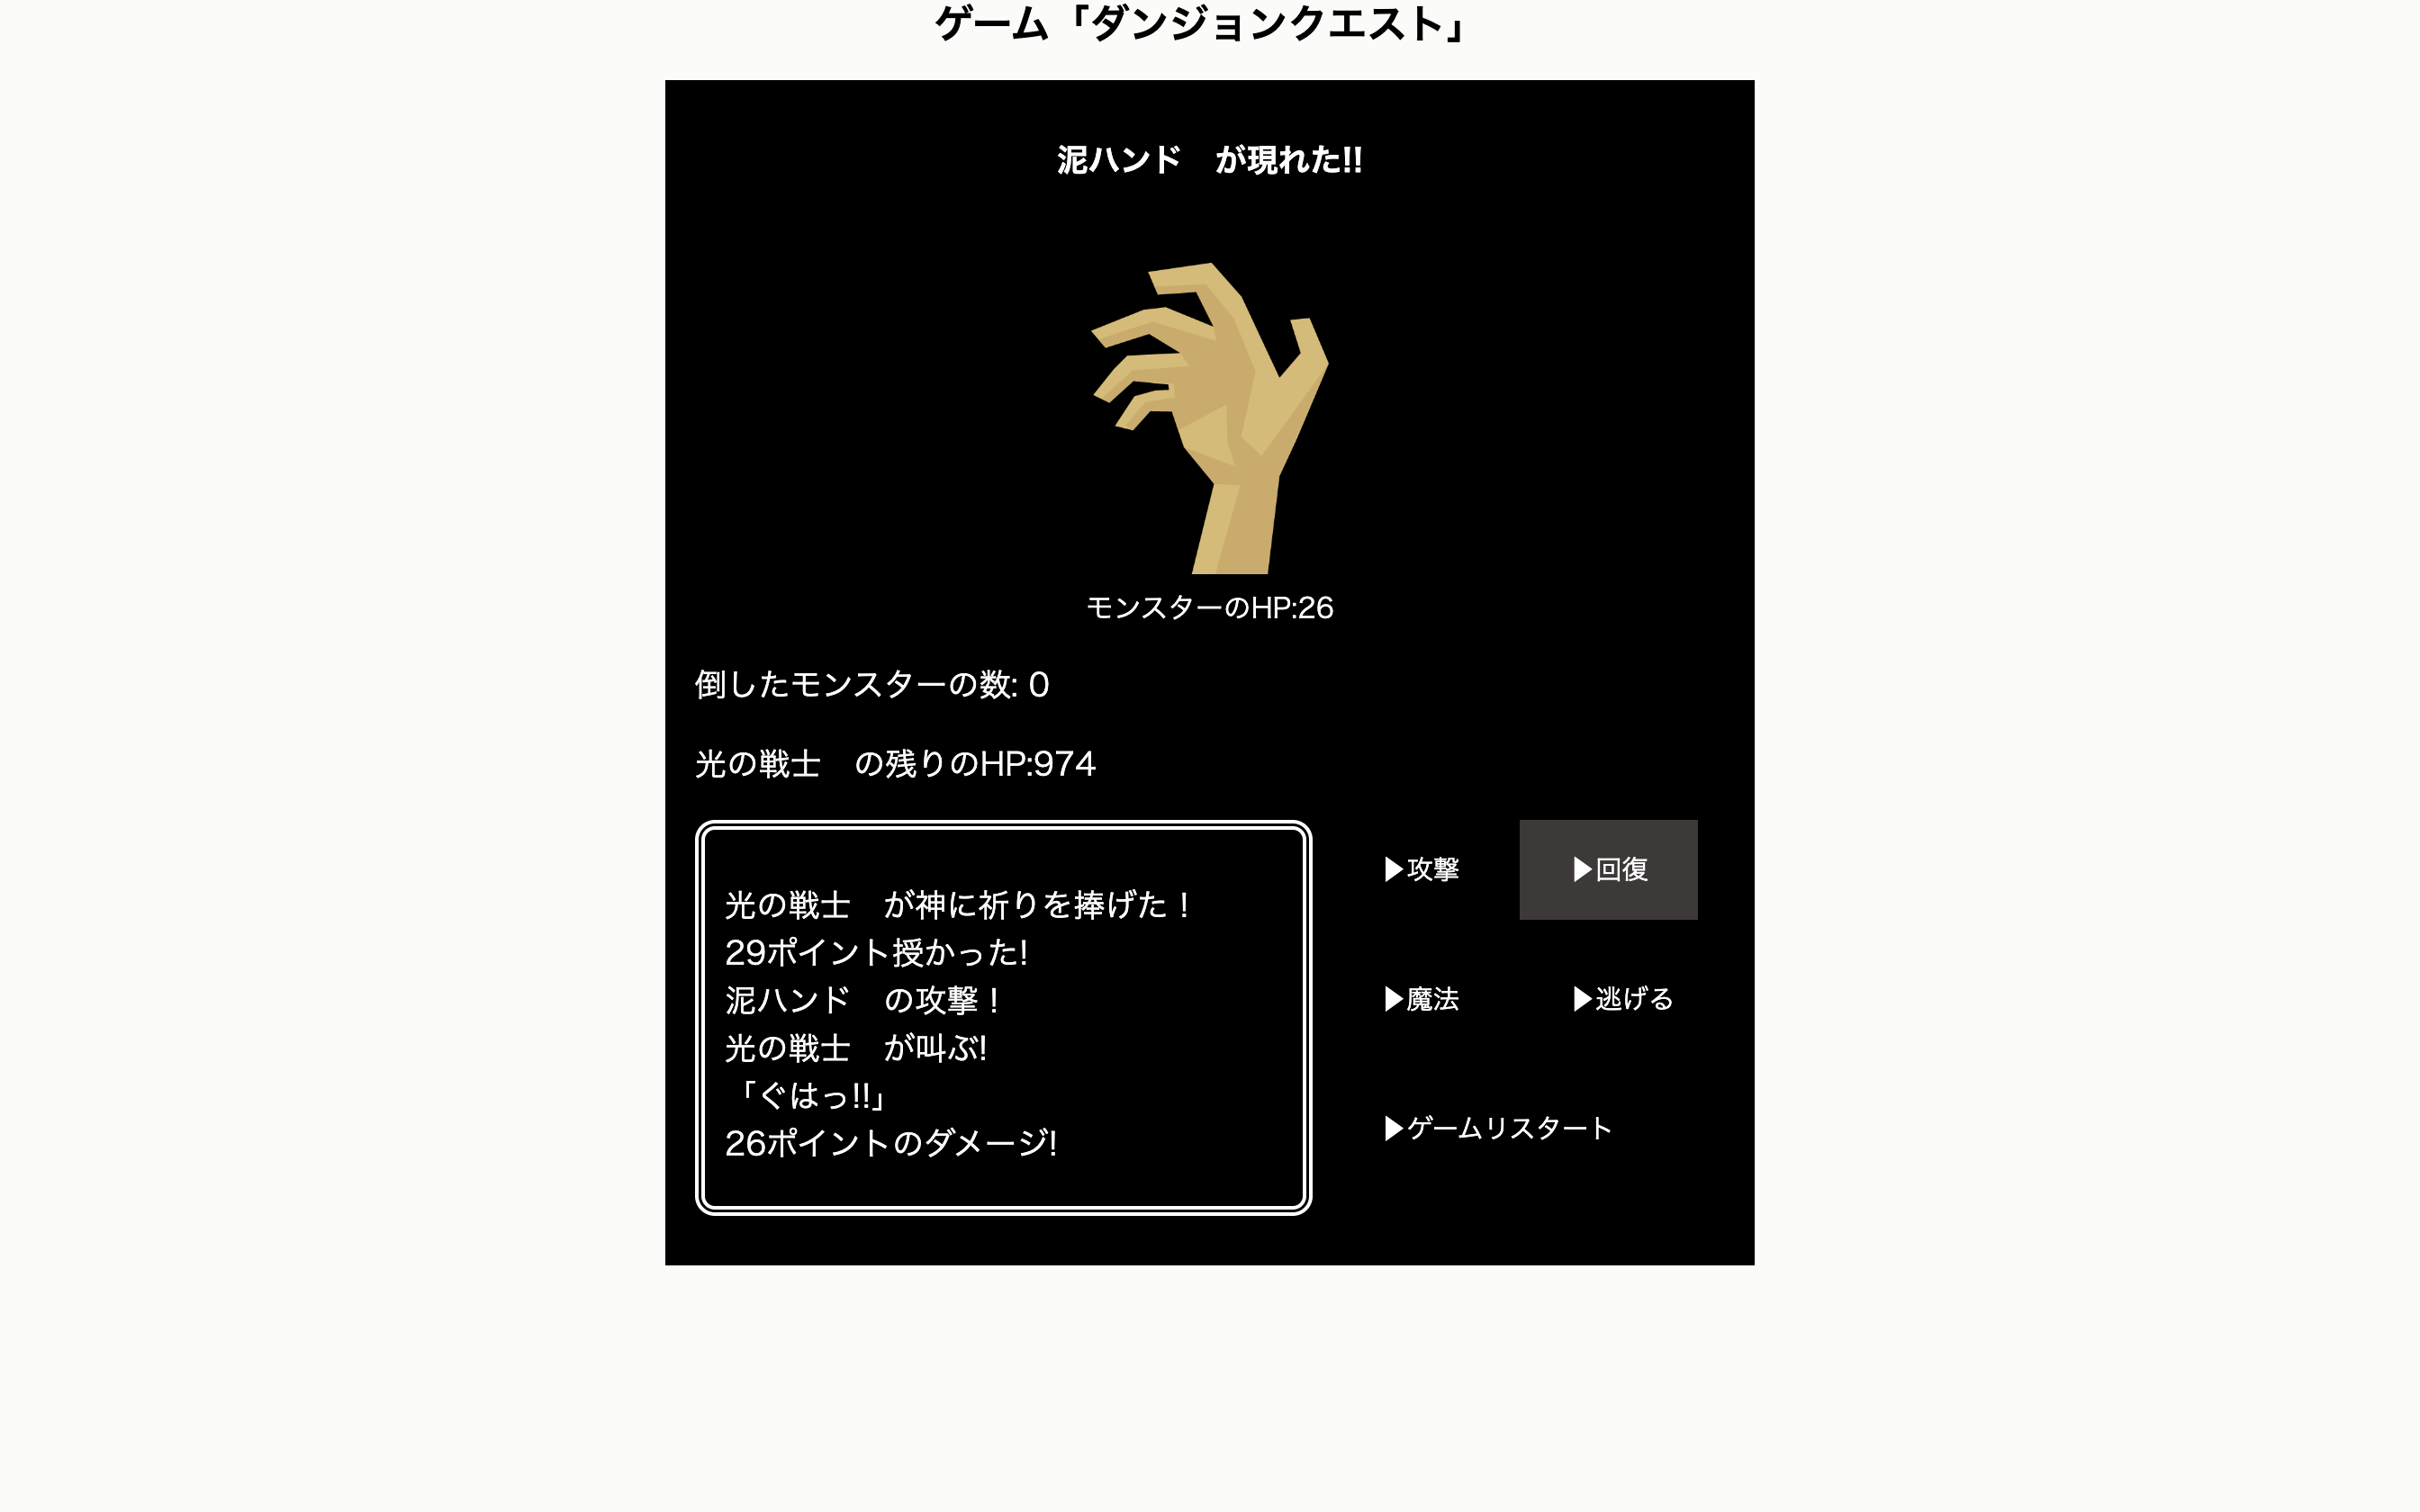 ゲーム「ダンジョンクエスト」
泥ハンド　が現れた!!
モンスターのHP:26
倒したモンスターの数: 0
光の戦士　の残りのHP:974
光の戦士　が神に祈りを捧げた！
29ポイント授かった!
泥ハンド　の攻撃！
光の戦士　が叫ぶ!
「ぐはっ!!」
26ポイントのダメージ!
▶攻撃
▶回復
▶魔法
▶逃げる
▶ゲームリスタート